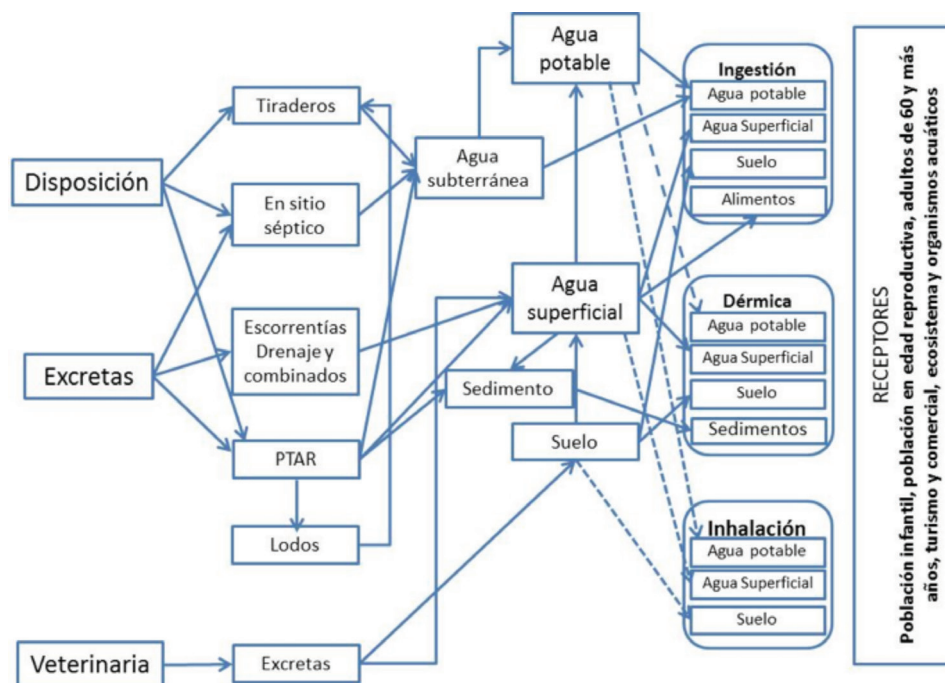 Disposición
Excretas
Veterinaria
Tiraderos
En sitio
séptico
Escorrentías
Drenaje y
combinados
PTAR
Lodos
Excretas
Agua
subterránea
Agua
potable
Agua
superficial
Sedimento
Suelo
Ingestión
Agua potable
Agua Superficial
Suelo
Alimentos
Dérmica
Agua potable
Agua Superficial
Suelo
Sedimentos
Inhalación
Agua potable
Agua Superficial
Suelo
RECEPTORES
Población infantil, población en edad reproductiva, adultos de 60 y más
años, turismo y comercial, ecosistema y organismos acuáticos